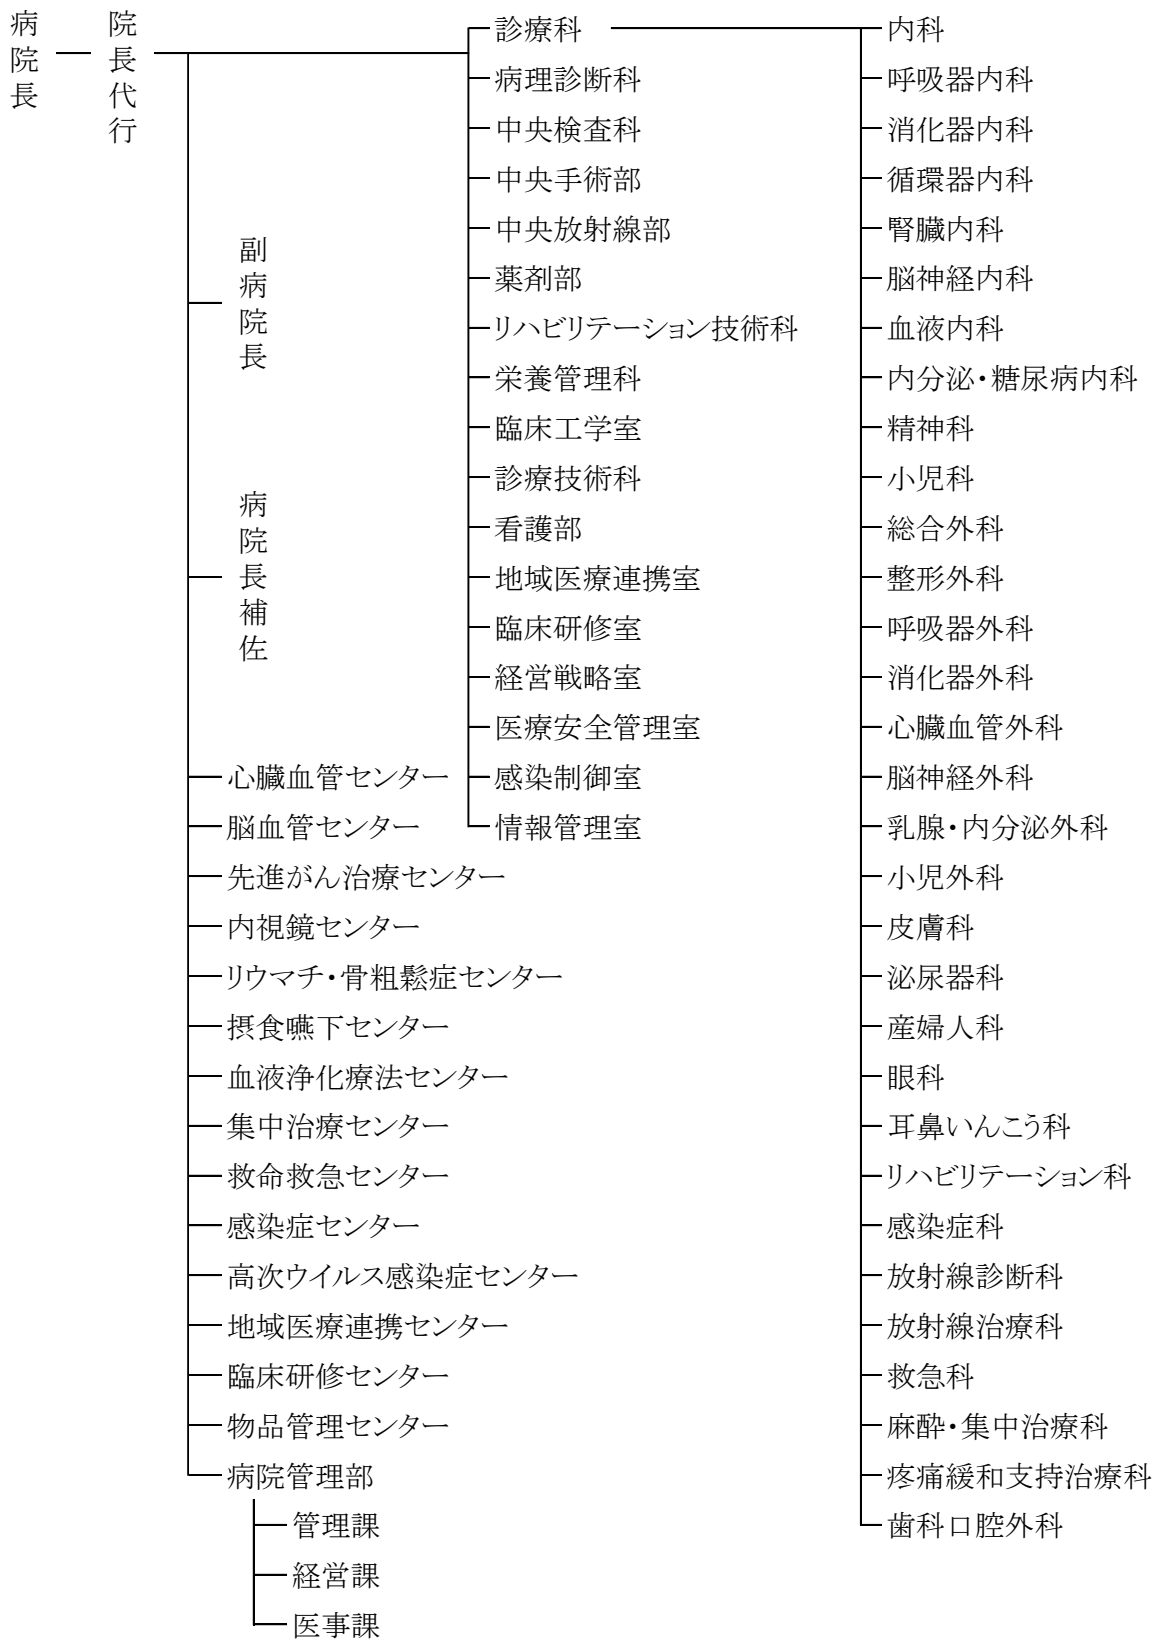 病院長
院長代行
副病院長
病院長補佐
心臓血管センター
脳血管センター
先進がん治療センター
内視鏡センター
リウマチ・骨粗鬆症センター
摂食嚥下センター
血液浄化療法センター
集中治療センター
救命救急センター
感染症センター
高次ウイルス感染症センター
地域医療連携センター
臨床研修センター
物品管理センター
病院管理部
管理課
経営課
医事課
診療科
病理診断科
中央検査科
中央手術部
中央放射線部
薬剤部
リハビリテーション技術科
栄養管理科
臨床工学室
診療技術科
看護部
地域医療連携室
臨床研修室
経営戦略室
医療安全管理室
感染制御室
情報管理室
内科
呼吸器内科
消化器内科
循環器内科
腎臓内科
脳神経内科
血液内科
内分泌・糖尿病内科
精神科
小児科
総合外科
整形外科
呼吸器外科
消化器外科
心臓血管外科
脳神経外科
乳腺・内分泌外科
小児外科
皮膚科
泌尿器科
産婦人科
眼科
耳鼻いんこう科
リハビリテーション科
感染症科
放射線診断科
放射線治療科
救急科
麻酔・集中治療科
疼痛緩和支持治療科
歯科口腔外科